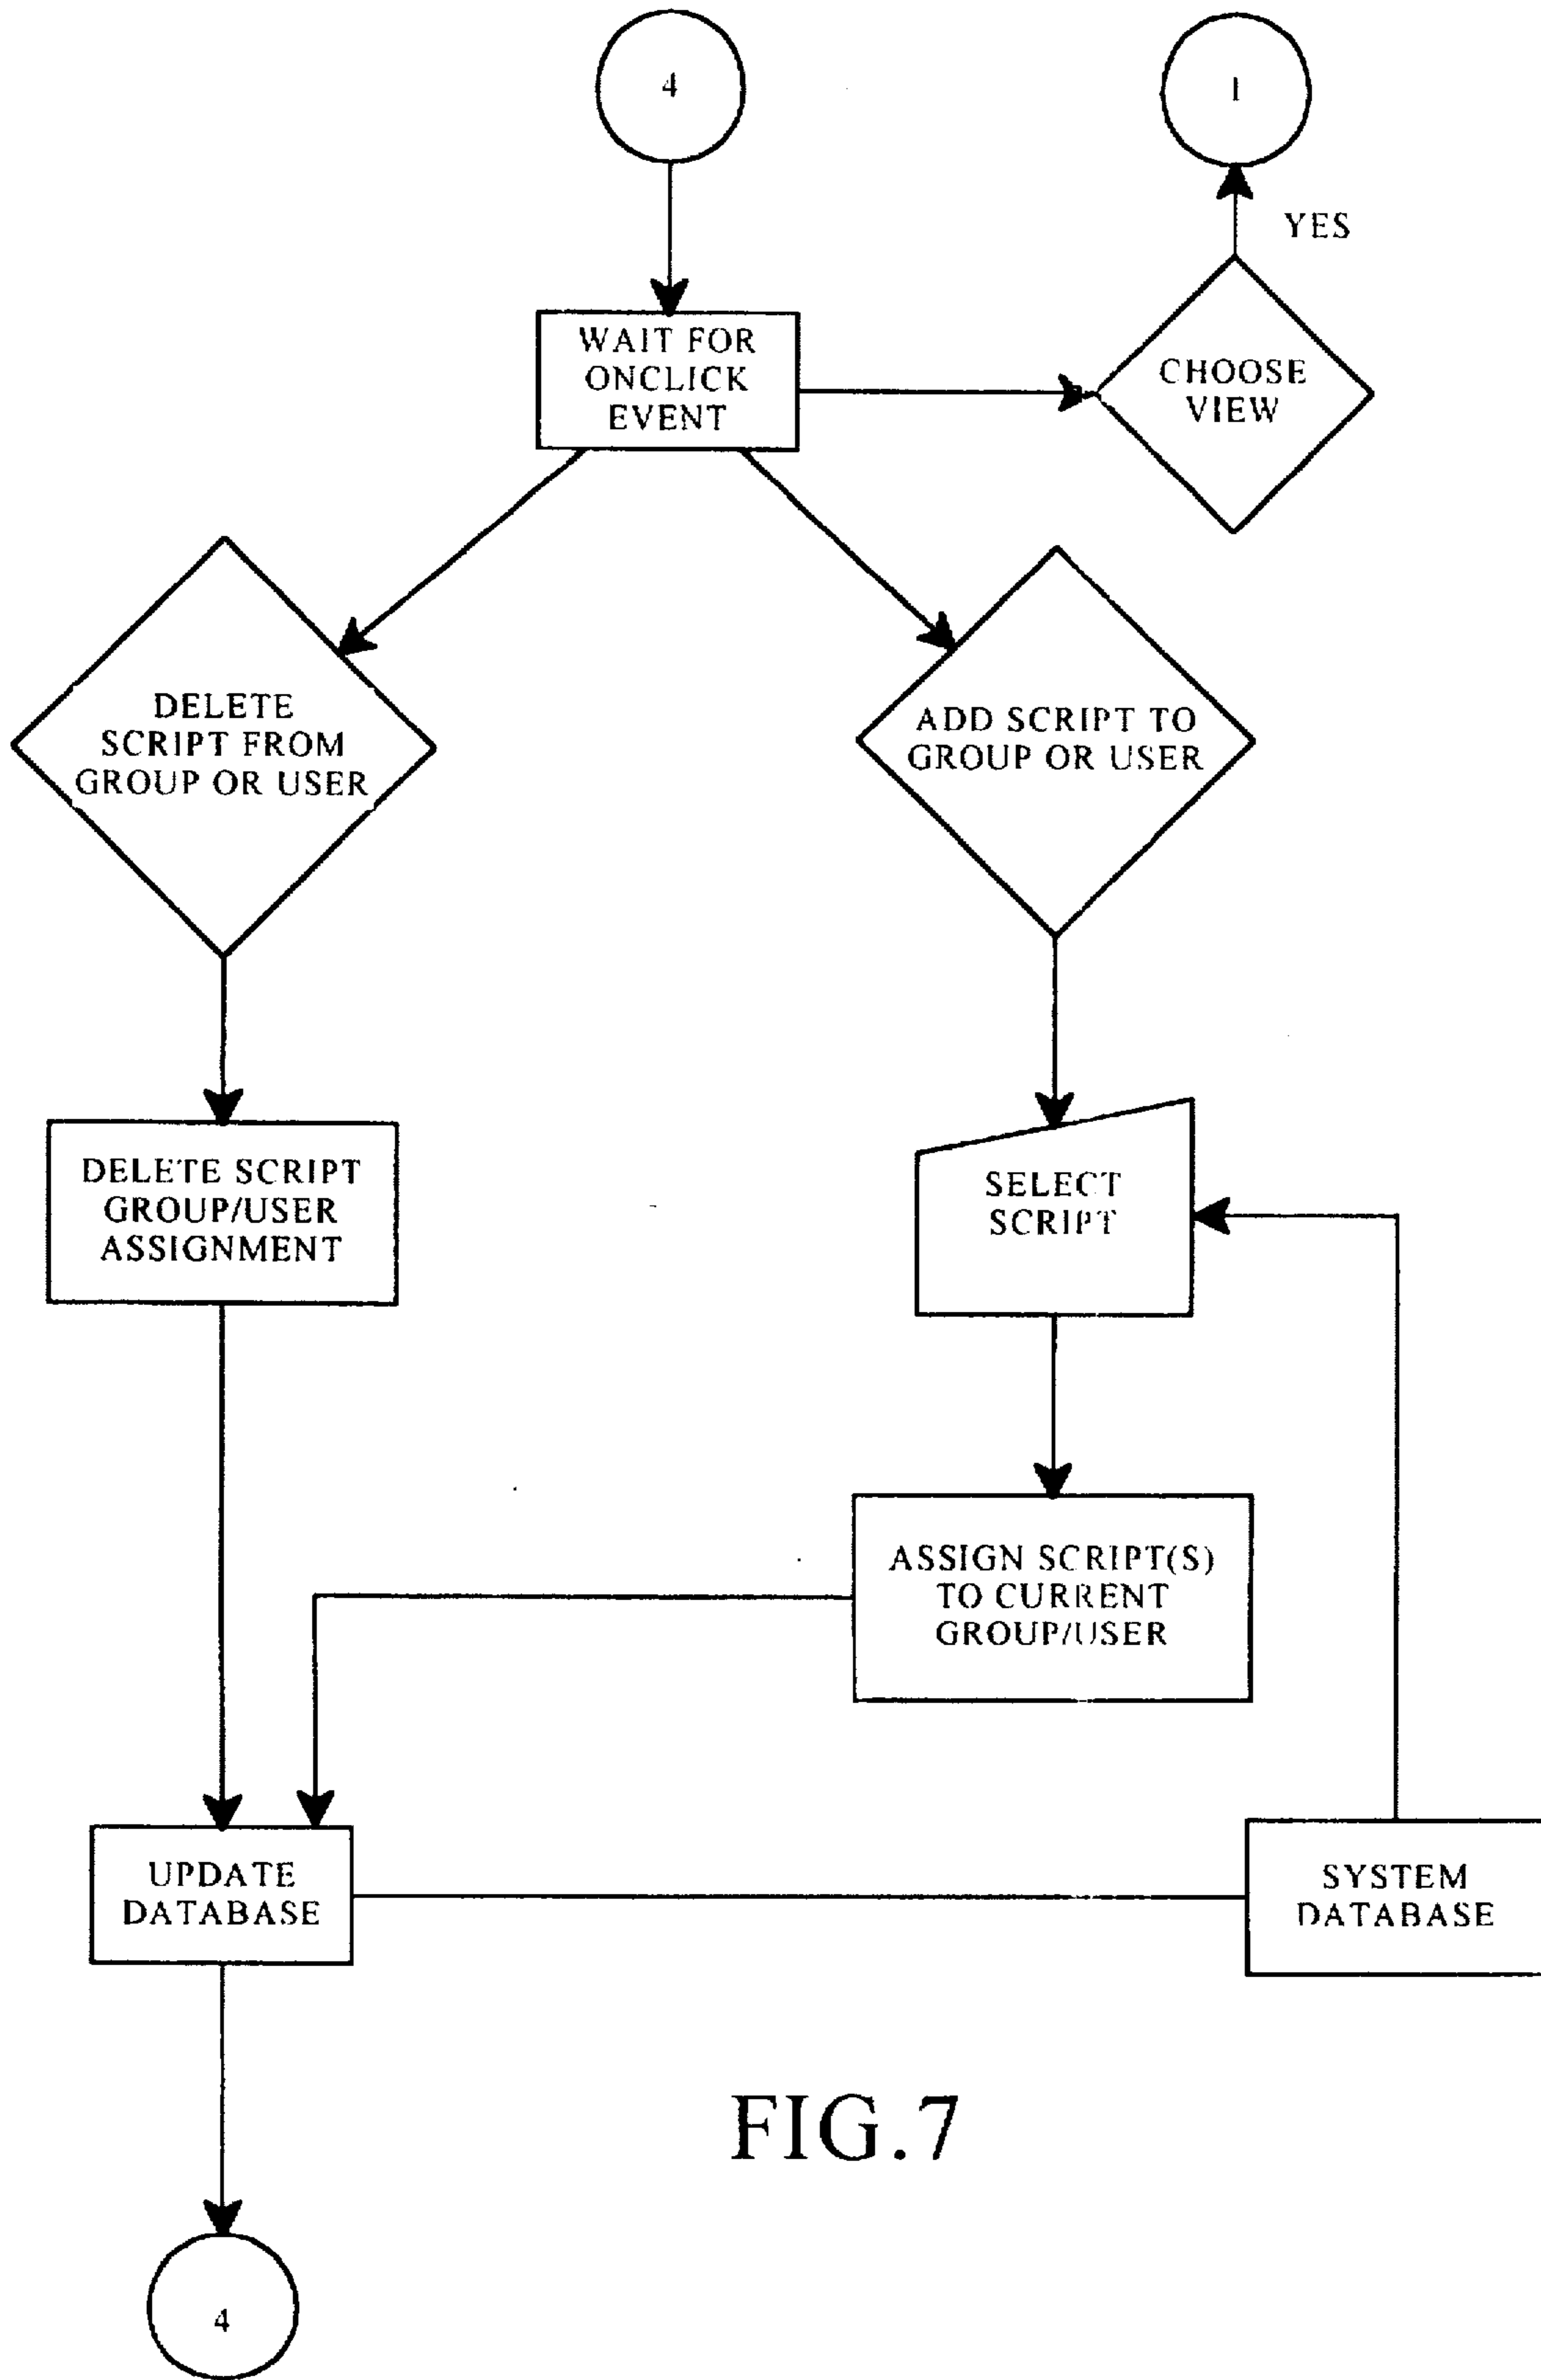 4
1
YES
WAIT FOR
ONCLICK
EVENT
CHOOSE
VIEW
DELETE
SCRIPT FROM
GROUP OR USER
ADD SCRIPT TO
GROUP OR USER
DELETE SCRIPT
GROUP/USER
ASSIGNMENT
SELECT
SCRIPT
ASSIGN SCRIPT(S)
TO CURRENT
GROUP/USER
UPDATE
DATABASE
SYSTEM
DATABASE
FIG.7
4